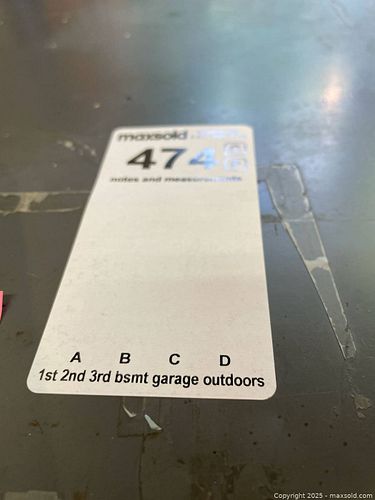 maxsold
474
notes and measurements
A B C D
1st 2nd 3rd bsmt garage outdoors
Copyright 2025 - maxsold.com